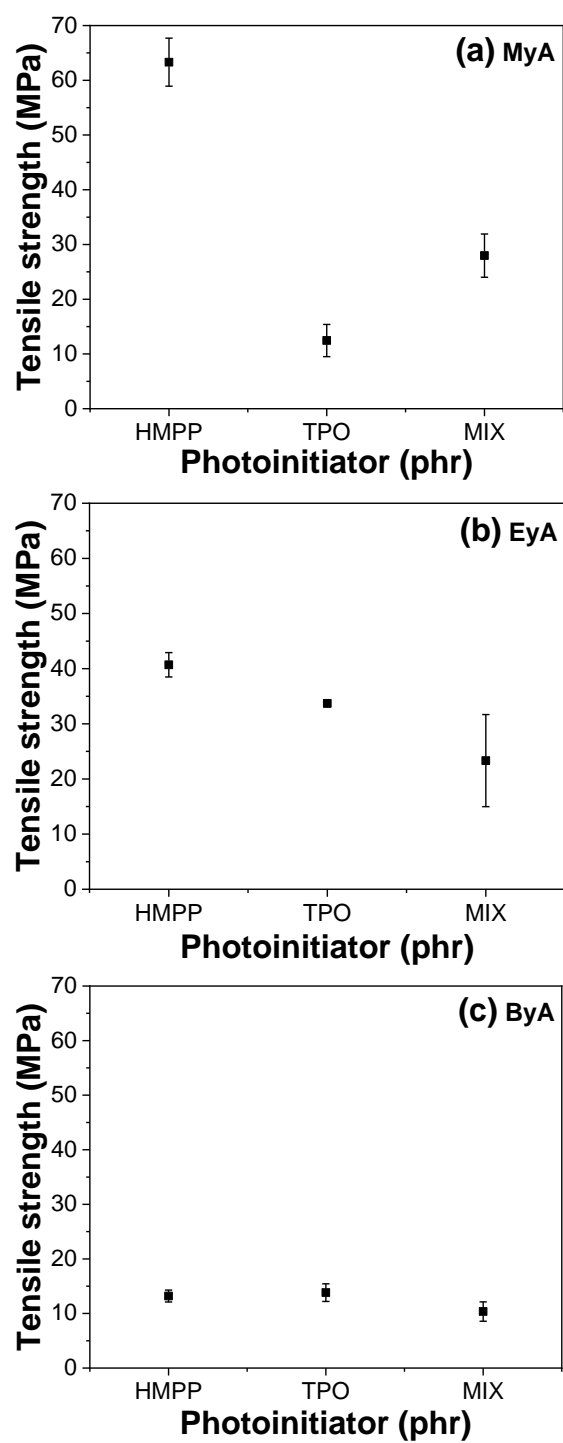 (a) MyA
70
60
50
40
30
20
10
0
Tensile strength (MPa)
HMPP TPO MIX
Photoinitiator (phr)
(b) EyA
70
60
50
40
30
20
10
0
Tensile strength (MPa)
HMPP TPO MIX
Photoinitiator (phr)
(c) ByA
70
60
50
40
30
20
10
0
Tensile strength (MPa)
HMPP TPO MIX
Photoinitiator (phr)